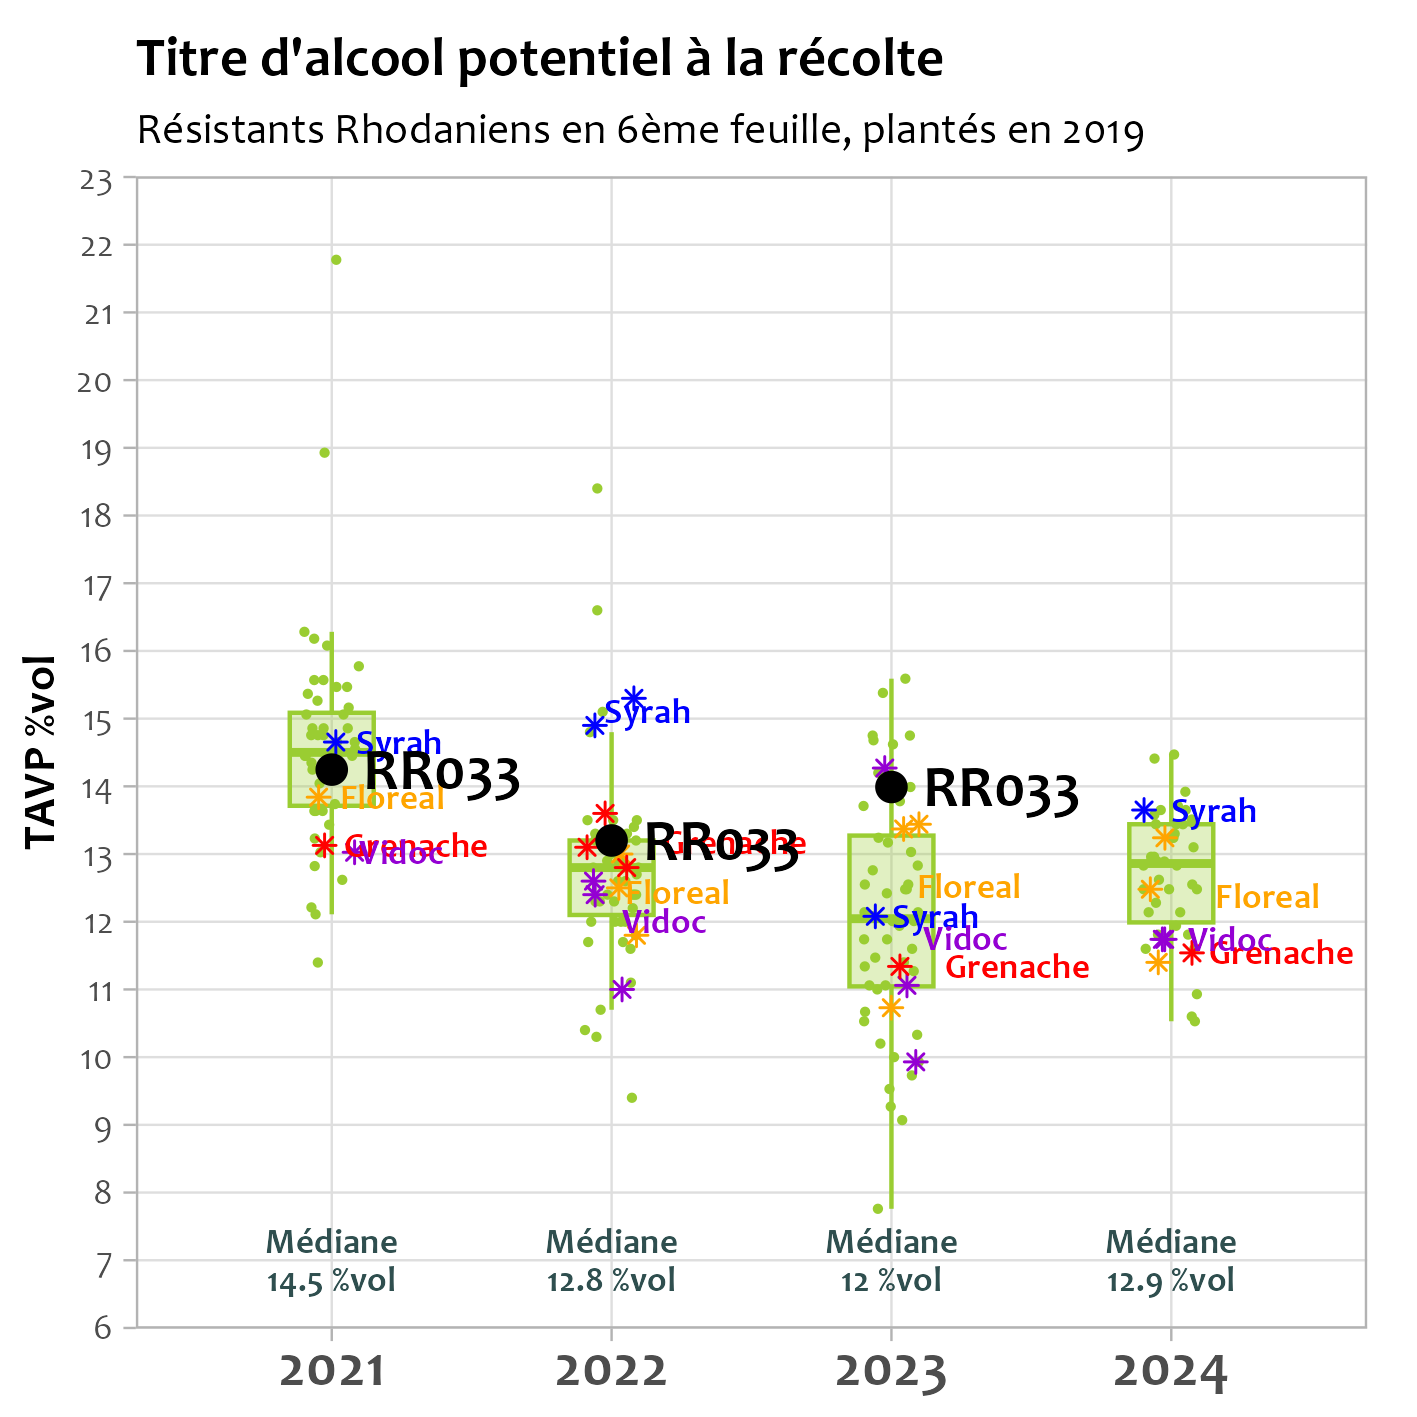 Titre d'alcool potentiel à la récolte
Résistants Rhodaniens en 6ème feuille, plantés en 2019
TAVP %vol
23
22
21
20
19
18
17
16
15
14
13
12
11
10
9
8
7
6
Syrah
RR033
Floreal
Grenache
Vidoc
Syrah
RR033
Grenache
Floreal
Vidoc
RR033
Floreal
Syrah
Vidoc
Grenache
Syrah
Floreal
Vidoc
Grenache
Médiane
14.5 %vol
Médiane
12.8 %vol
Médiane
12 %vol
Médiane
12.9 %vol
2021
2022
2023
2024